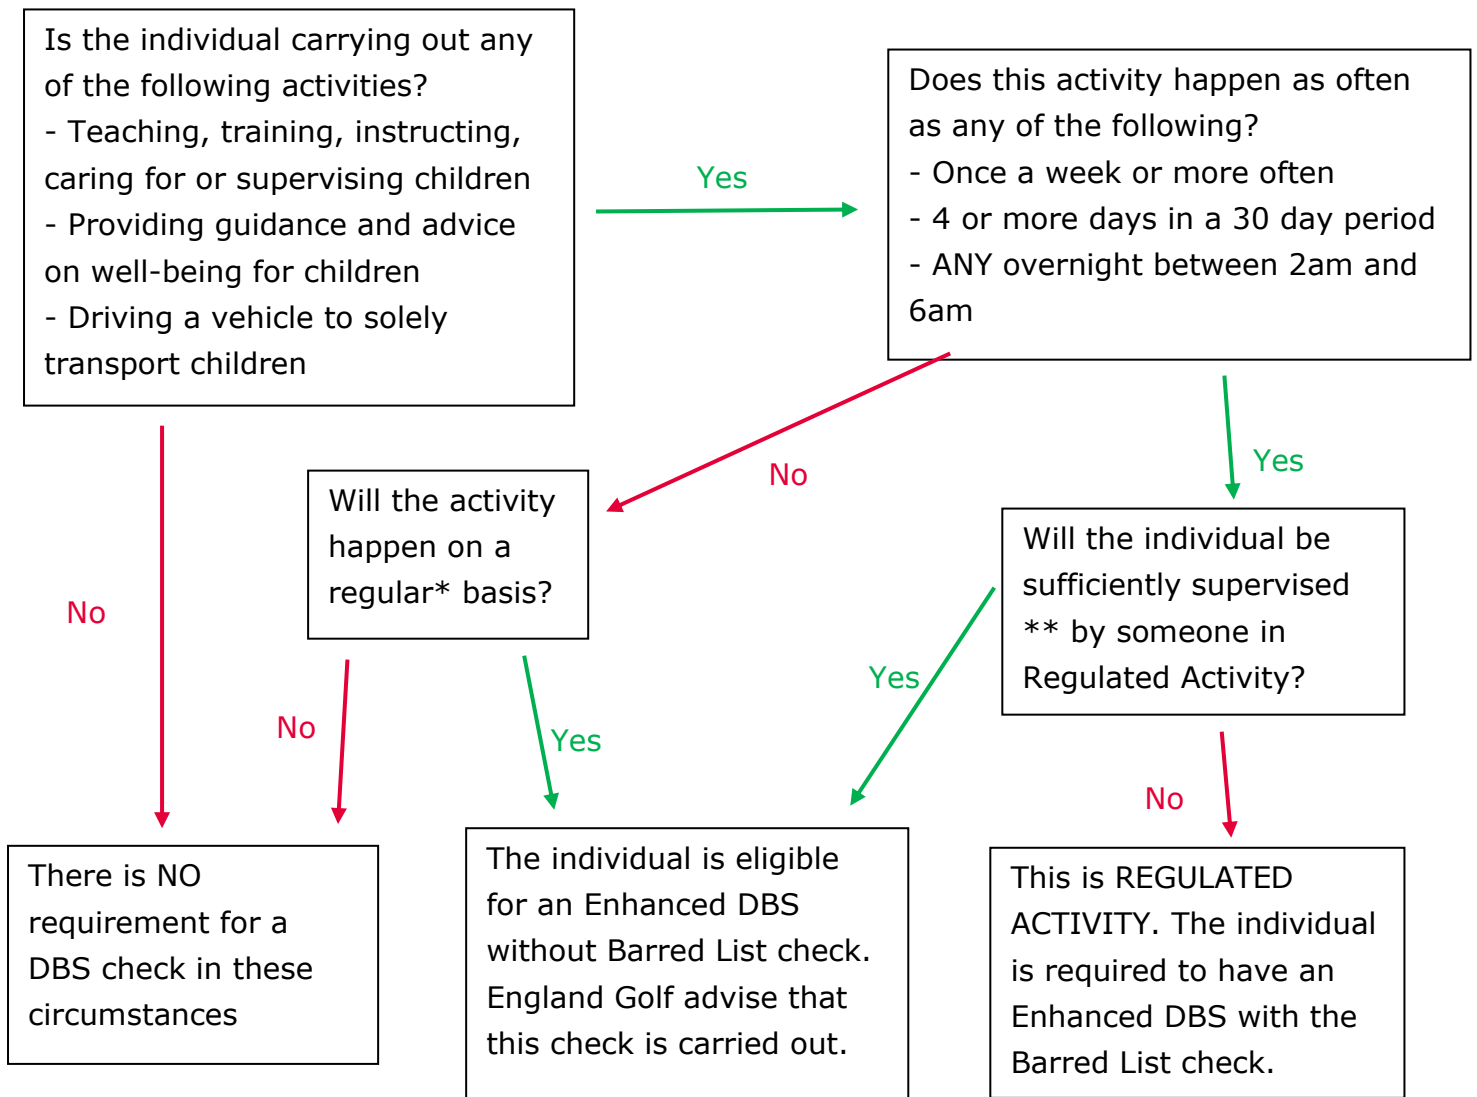 Is the individual carrying out any
of the following activities?
- Teaching, training, instructing,
caring for or supervising children
- Providing guidance and advice
on well-being for children
- Driving a vehicle to solely
transport children
Yes
Does this activity happen as often
as any of the following?
- Once a week or more often
- 4 or more days in a 30 day period
- ANY overnight between 2am and
6am
No
Yes
Will the activity
happen on a
regular* basis?
Will the individual be
sufficiently supervised
** by someone in
Regulated Activity?
No
No
Yes
Yes
No
There is NO
requirement for a
DBS check in these
circumstances
The individual is eligible
for an Enhanced DBS
without Barred List check.
England Golf advise that
this check is carried out.
This is REGULATED
ACTIVITY. The individual
is required to have an
Enhanced DBS with the
Barred List check.